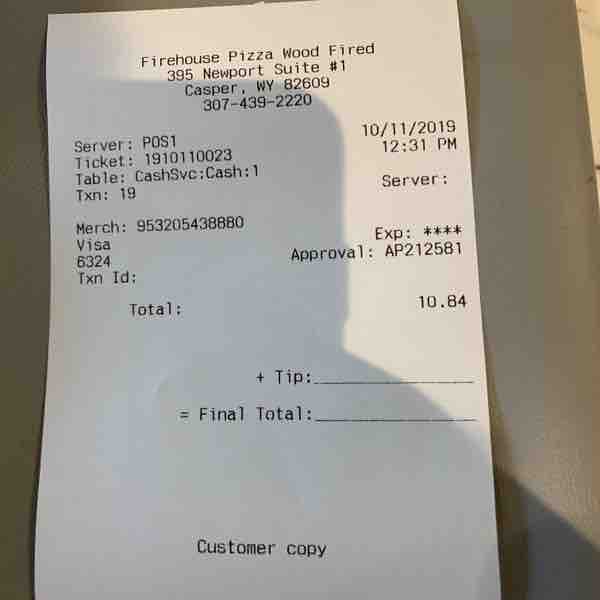 Firehouse Pizza Wood Fired
395 Newport Suite #1
Casper, WY 82609
307-439-2220
Server: POS1 10/11/2019
Ticket: 1910110023 12:31 PM
Table: CashSvc:Cash:1
Txn: 19 Server:
Merch: 953205438880
Visa Exp: ****
6324 Approval: AP212581
Txn Id:
Total: 10.84
+ Tip:
= Final Total:
Customer copy